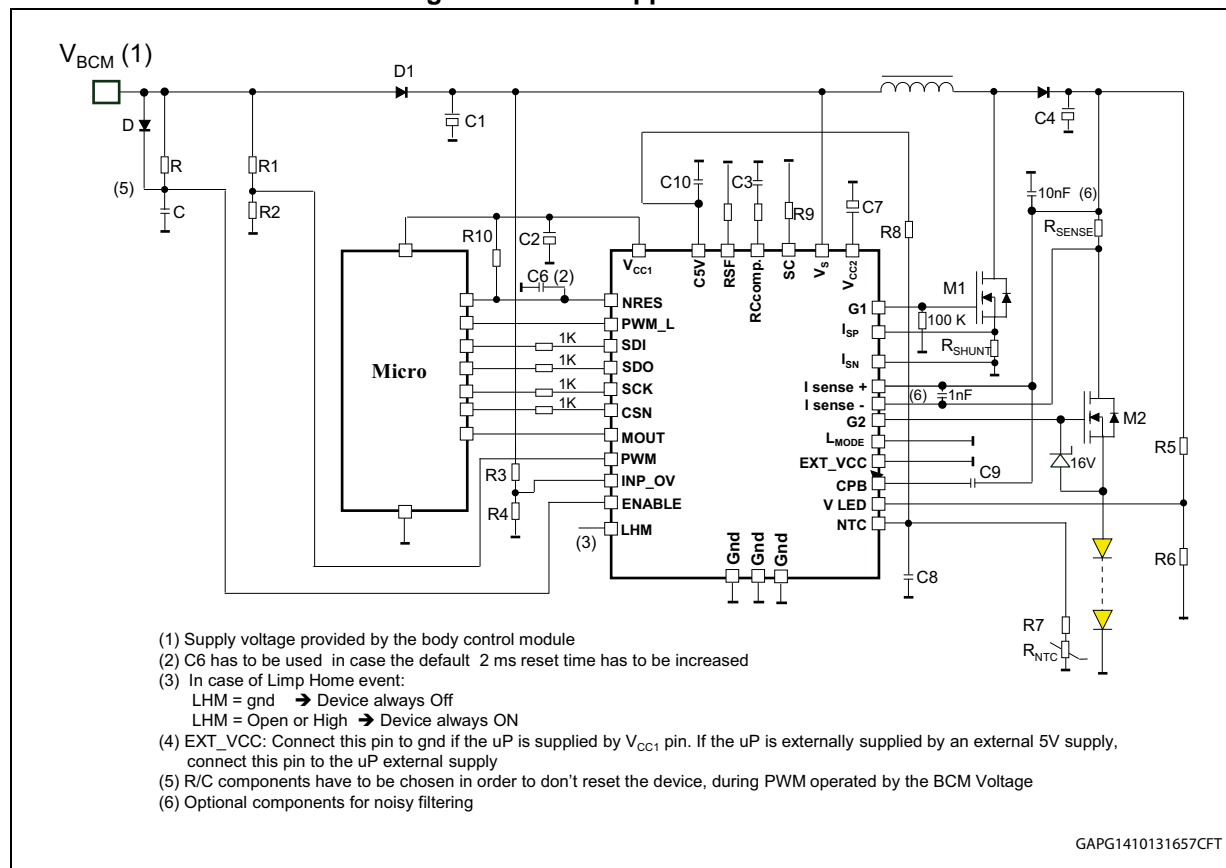 V_BCM (1)
D1
D
C1
C4
R
R1
(5)
C10
C3
10nF (6)
C
R2
R9
C7
R8
R_SENSE
R10
C2
V_CC1
C5V
RSF
RCcomp.
SC
V_S
V_CC2
M1
C6 (2)
NRES
G1
PWM_L
100 K
1K
SDI
I_SP
R_SHUNT
1K
SDO
I_SN
Micro
1K
SCK
I sense +
(6)
1nF
1K
CSN
I sense -
G2
M2
MOUT
L_MODE
R5
PWM
EXT_VCC
16V
R3
INP_OV
CPB
C9
R4
ENABLE
V LED
LHM
NTC
(3)
Gnd
Gnd
Gnd
C8
R6
R7
R_NTC
(1) Supply voltage provided by the body control module
(2) C6 has to be used in case the default 2 ms reset time has to be increased
(3) In case of Limp Home event:
LHM = gnd ➔ Device always Off
LHM = Open or High ➔ Device always ON
(4) EXT_VCC: Connect this pin to gnd if the uP is supplied by V_CC1 pin. If the uP is externally supplied by an external 5V supply,
connect this pin to the uP external supply
(5) R/C components have to be chosen in order to don't reset the device, during PWM operated by the BCM Voltage
(6) Optional components for noisy filtering
GAPG1410131657CFT